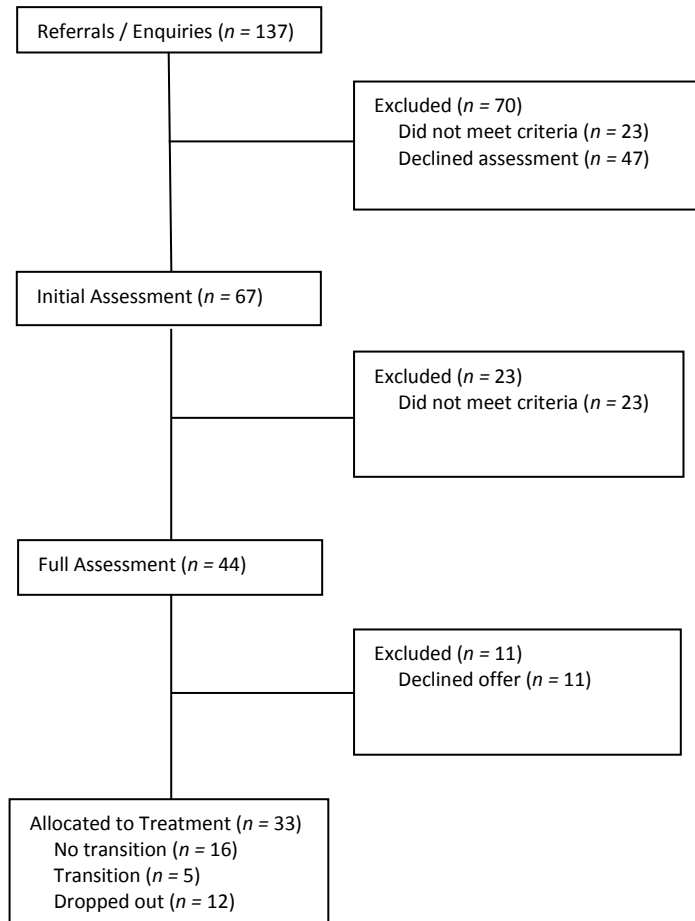 Referrals / Enquiries (n = 137)
Excluded (n = 70)
Did not meet criteria (n = 23)
Declined assessment (n = 47)
Initial Assessment (n = 67)
Excluded (n = 23)
Did not meet criteria (n = 23)
Full Assessment (n = 44)
Excluded (n = 11)
Declined offer (n = 11)
Allocated to Treatment (n = 33)
No transition (n = 16)
Transition (n = 5)
Dropped out (n = 12)